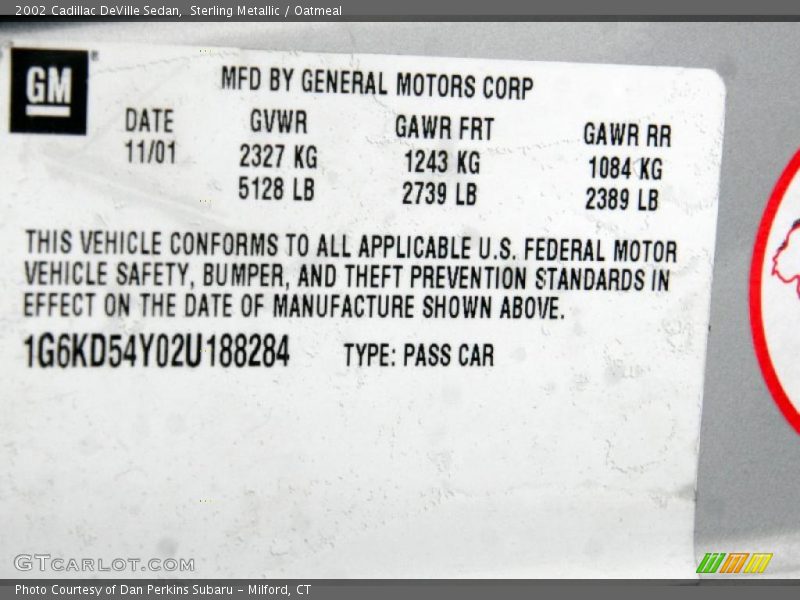 2002 Cadillac DeVille Sedan,  Sterling Metallic / Oatmeal
GM
MFD BY GENERAL MOTORS CORP
DATE GVWR GAWR FRT GAWR RR
11/01 2327 KG 1243 KG 1084 KG
5128 LB 2739 LB 2389 LB
THIS VEHICLE CONFORMS TO ALL APPLICABLE U.S. FEDERAL MOTOR
VEHICLE SAFETY, BUMPER, AND THEFT PREVENTION STANDARDS IN
EFFECT ON THE DATE OF MANUFACTURE SHOWN ABOVE.
1G6KD54Y02U188284 TYPE: PASS CAR
GTCARLOT.COM
Photo Courtesy of Dan Perkins Subaru - Milford, CT